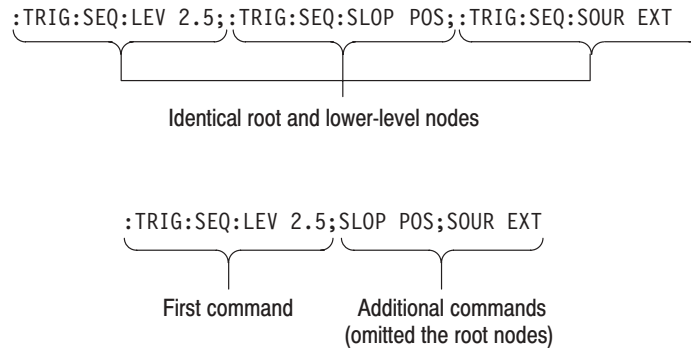 :TRIG:SEQ:LEV 2.5;:TRIG:SEQ:SLOP POS;:TRIG:SEQ:SOUR EXT
Identical root and lower-level nodes
:TRIG:SEQ:LEV 2.5;SLOP POS;SOUR EXT
First command
Additional commands
(omitted the root nodes)